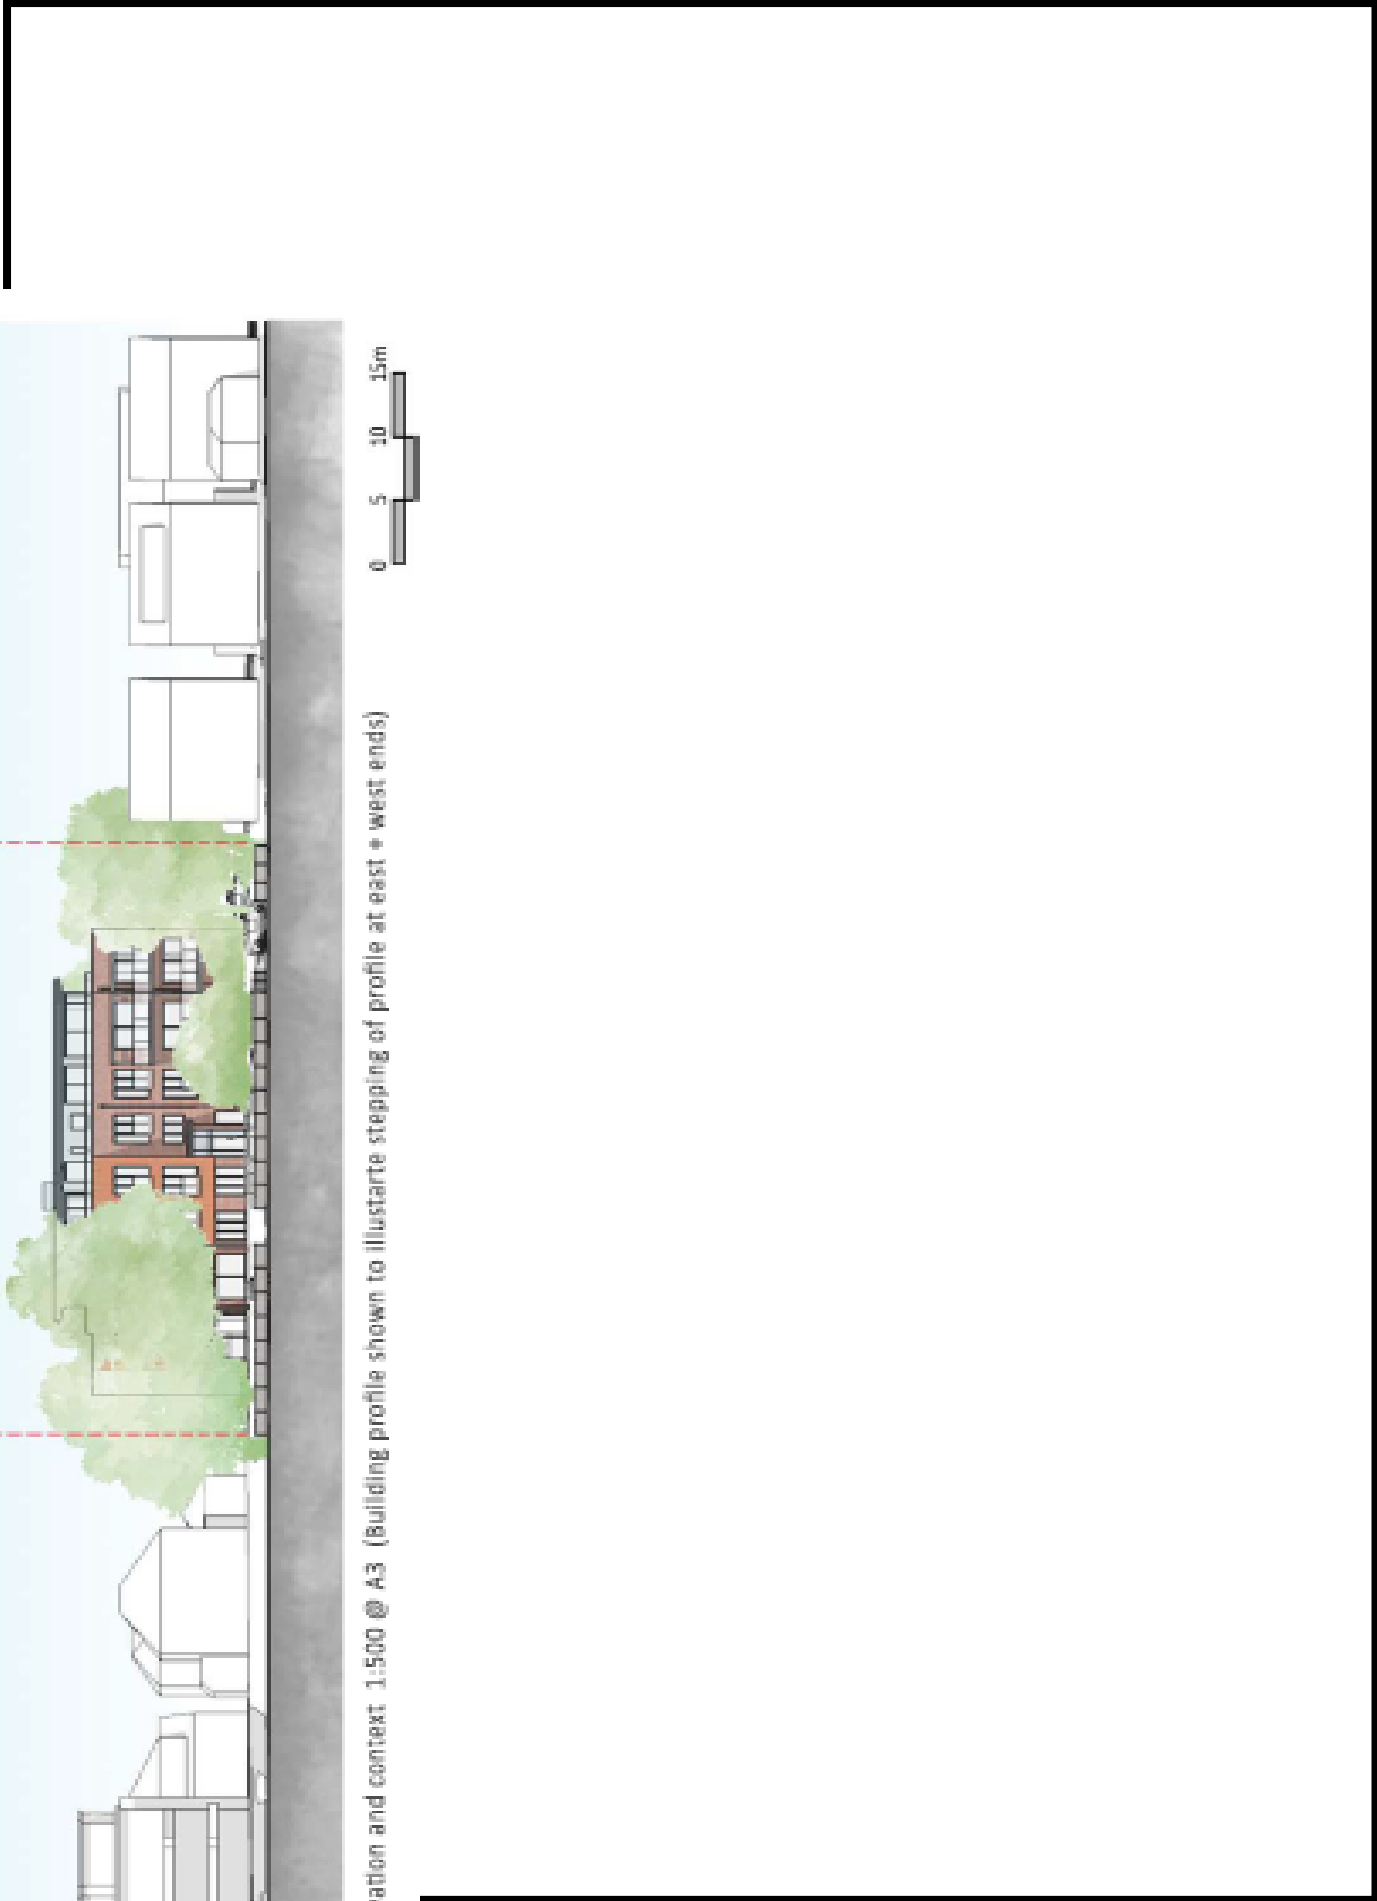 ation and context 1:500 @ A3 (Building profile shown to illustarte stepping of profile at east + west ends)
0 5 10 15m